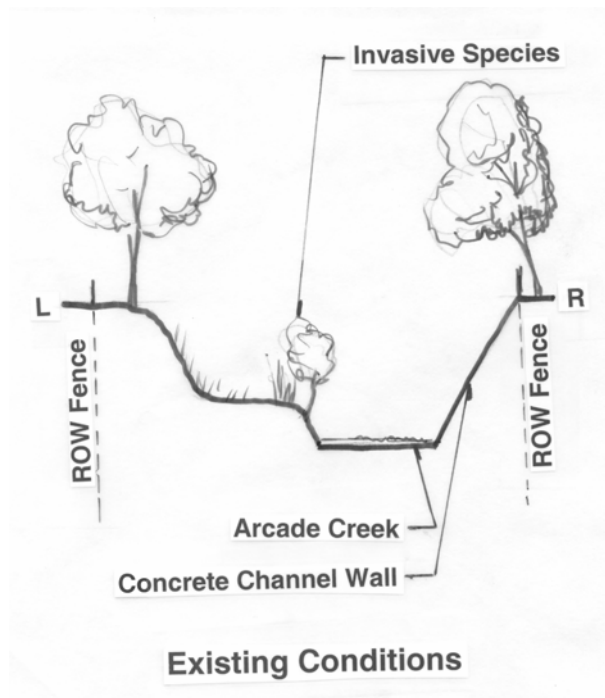 Invasive Species
L
R
ROW Fence
ROW Fence
Arcade Creek
Concrete Channel Wall
Existing Conditions